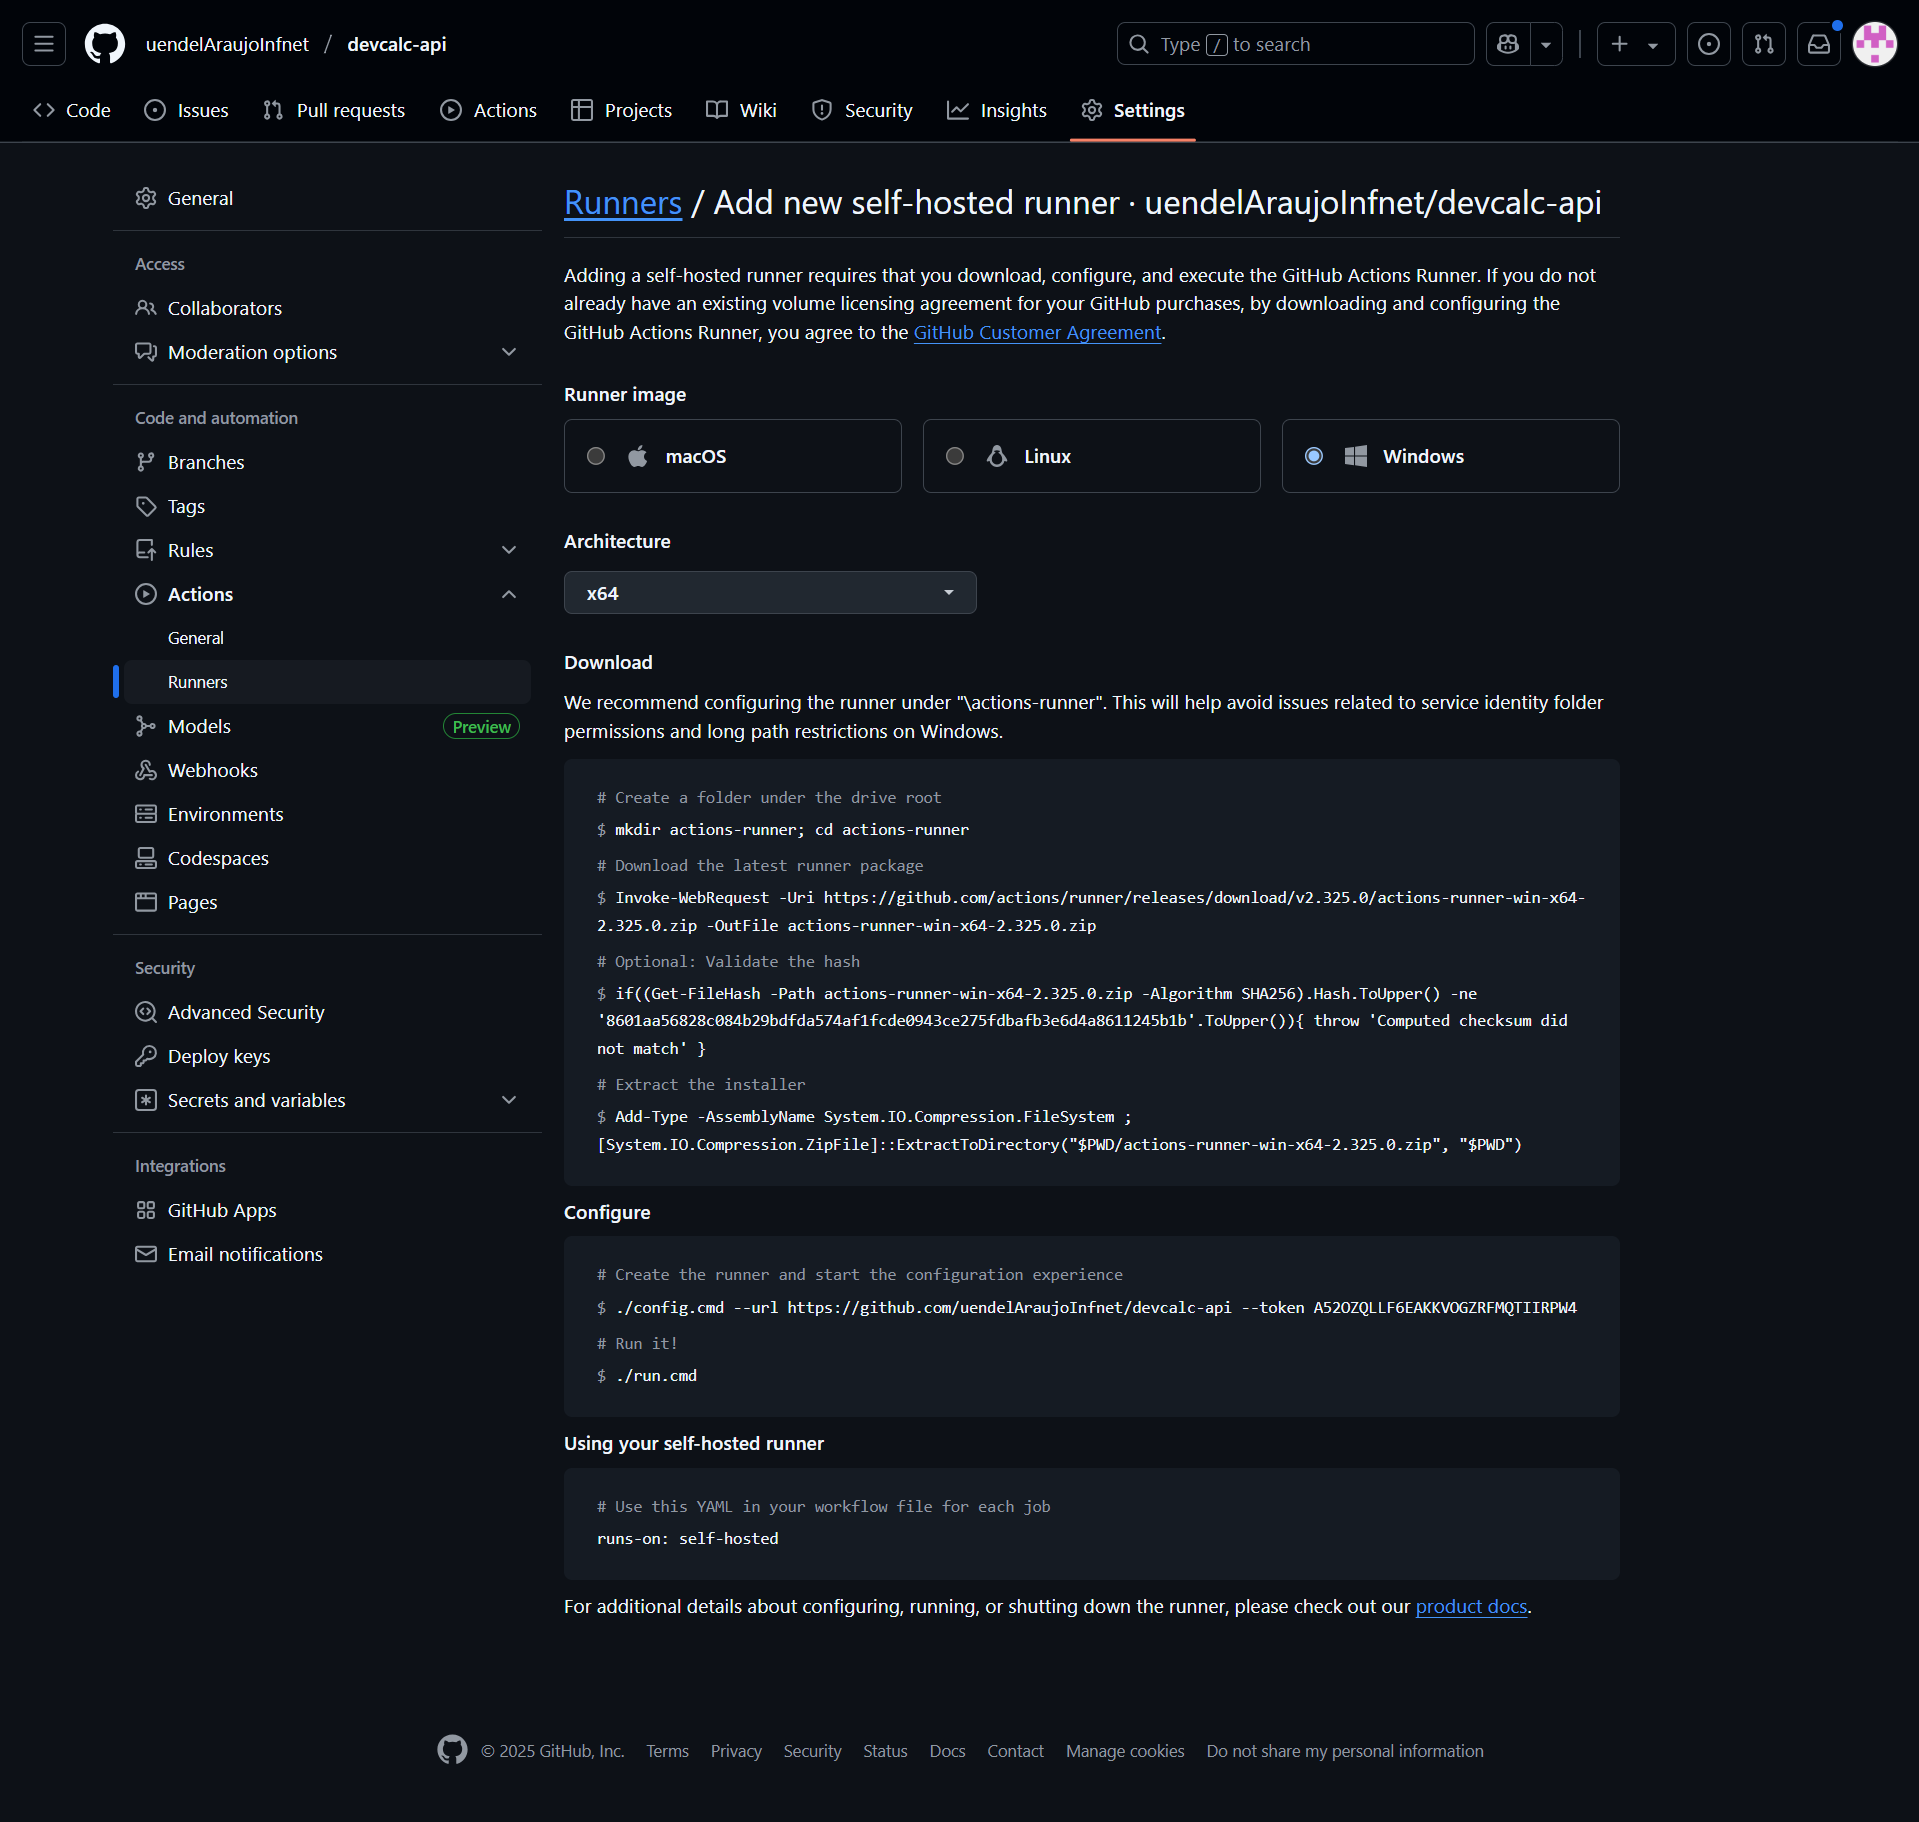 uendelAraujoInfnet / devcalc-api
Type / to search
Code
Issues
Pull requests
Actions
Projects
Wiki
Security
Insights
Settings
General
Access
Collaborators
Moderation options
Code and automation
Branches
Tags
Rules
Actions
General
Runners
Models
Preview
Webhooks
Environments
Codespaces
Pages
Security
Advanced Security
Deploy keys
Secrets and variables
Integrations
GitHub Apps
Email notifications
Runners / Add new self-hosted runner · uendelAraujoInfnet/devcalc-api
Adding a self-hosted runner requires that you download, configure, and execute the GitHub Actions Runner. If you do not
already have an existing volume licensing agreement for your GitHub purchases, by downloading and configuring the
GitHub Actions Runner, you agree to the GitHub Customer Agreement.
Runner image
macOS
Linux
Windows
Architecture
x64
Download
We recommend configuring the runner under "\actions-runner". This will help avoid issues related to service identity folder
permissions and long path restrictions on Windows.
# Create a folder under the drive root
$ mkdir actions-runner; cd actions-runner
# Download the latest runner package
$ Invoke-WebRequest -Uri https://github.com/actions/runner/releases/download/v2.325.0/actions-runner-win-x64-
2.325.0.zip -OutFile actions-runner-win-x64-2.325.0.zip
# Optional: Validate the hash
$ if((Get-FileHash -Path actions-runner-win-x64-2.325.0.zip -Algorithm SHA256).Hash.ToUpper() -ne
'8601aa56828c084b29bdfda574af1fcde0943ce275fdbafb3e6d4a8611245b1b'.ToUpper()){ throw 'Computed checksum did
not match' }
# Extract the installer
$ Add-Type -AssemblyName System.IO.Compression.FileSystem ;
[System.IO.Compression.ZipFile]::ExtractToDirectory("$PWD/actions-runner-win-x64-2.325.0.zip", "$PWD")
Configure
# Create the runner and start the configuration experience
$ ./config.cmd --url https://github.com/uendelAraujoInfnet/devcalc-api --token A52OZQLLF6EAKKVOGZRFMQTIIRPW4
# Run it!
$ ./run.cmd
Using your self-hosted runner
# Use this YAML in your workflow file for each job
runs-on: self-hosted
For additional details about configuring, running, or shutting down the runner, please check out our product docs.
© 2025 GitHub, Inc.
Terms
Privacy
Security
Status
Docs
Contact
Manage cookies
Do not share my personal information